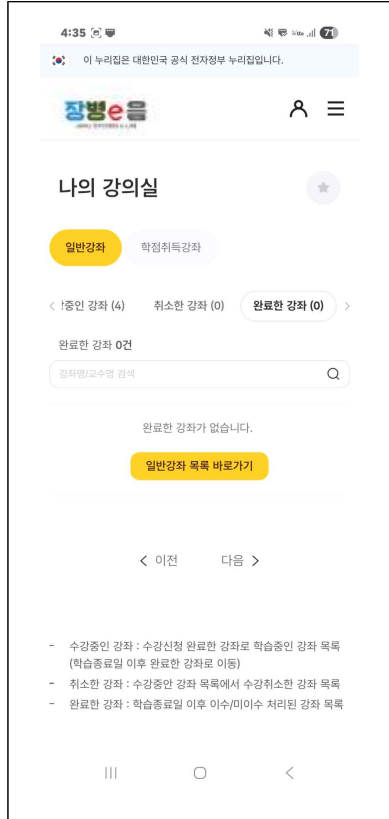 4:35
71
이 누리집은 대한민국 공식 전자정부 누리집입니다.
장병e음
나의 강의실
일반강좌 학점취득강좌
중인 강좌 (4) 취소한 강좌 (0) 완료한 강좌 (0)
완료한 강좌 0건
강좌명/교수명 검색
완료한 강좌가 없습니다.
일반강좌 목록 바로가기
이전 다음
- 수강중인 강좌 : 수강신청 완료한 강좌로 학습중인 강좌 목록
(학습종료일 이후 완료한 강좌로 이동)
- 취소한 강좌 : 수강중안 강좌 목록에서 수강취소한 강좌 목록
- 완료한 강좌 : 학습종료일 이후 이수/미이수 처리된 강좌 목록